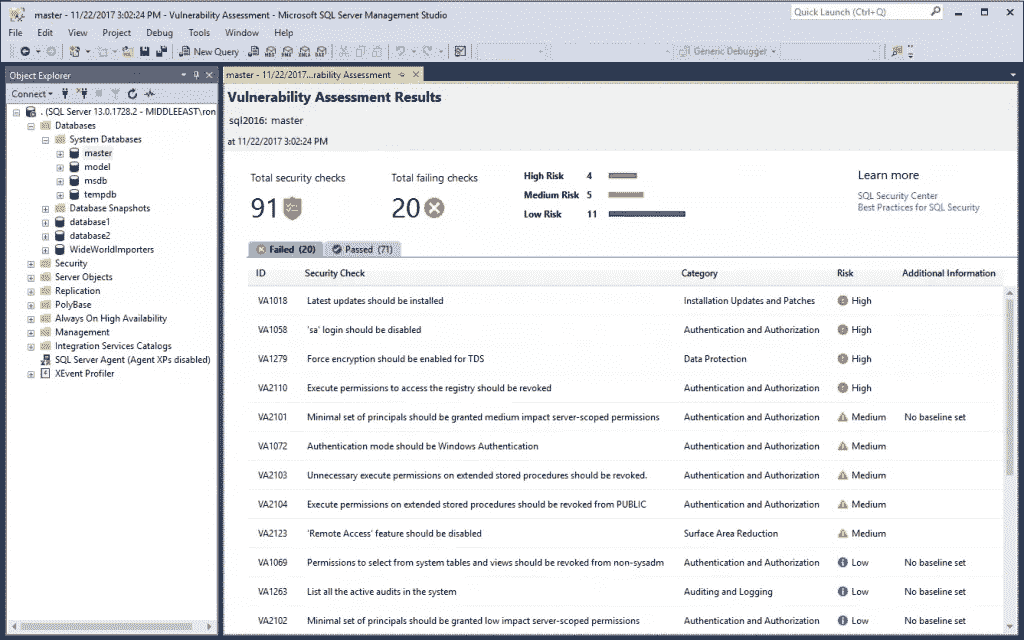 master - 11/22/2017 3:02:24 PM - Vulnerability Assessment - Microsoft SQL Server Management Studio
Quick Launch (Ctrl+Q)
File Edit View Project Debug Tools Window Help
New Query
Generic Debugger
Object Explorer
Connect
. (SQL Server 13.0.1728.2 - MIDDLEEAST\ron
Databases
System Databases
master
model
msdb
tempdb
Database Snapshots
database1
database2
WideWorldImporters
Security
Server Objects
Replication
PolyBase
Always On High Availability
Management
Integration Services Catalogs
SQL Server Agent (Agent XPs disabled)
XEvent Profiler
master - 11/22/2017...rability Assessment
Vulnerability Assessment Results
sql2016: master
at 11/22/2017 3:02:24 PM
Total security checks
91
Total failing checks
20
High Risk 4
Medium Risk 5
Low Risk 11
Learn more
SQL Security Center
Best Practices for SQL Security
Failed (20) Passed (71)
ID Security Check Category Risk Additional Information
VA1018 Latest updates should be installed Installation Updates and Patches High
VA1058 'sa' login should be disabled Authentication and Authorization High
VA1279 Force encryption should be enabled for TDS Data Protection High
VA2110 Execute permissions to access the registry should be revoked Authentication and Authorization High
VA2101 Minimal set of principals should be granted medium impact server-scoped permissions Authentication and Authorization Medium No baseline set
VA1072 Authentication mode should be Windows Authentication Authentication and Authorization Medium
VA2103 Unnecessary execute permissions on extended stored procedures should be revoked. Authentication and Authorization Medium
VA2104 Execute permissions on extended stored procedures should be revoked from PUBLIC Authentication and Authorization Medium
VA2123 'Remote Access' feature should be disabled Surface Area Reduction Medium
VA1069 Permissions to select from system tables and views should be revoked from non-sysadm Authentication and Authorization Low No baseline set
VA1263 List all the active audits in the system Auditing and Logging Low No baseline set
VA2102 Minimal set of principals should be granted low impact server-scoped permissions Authentication and Authorization Low No baseline set